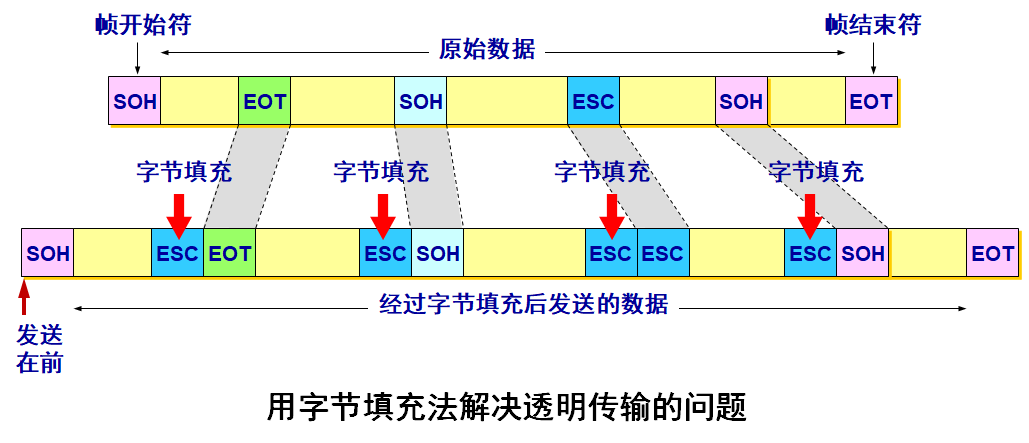 帧开始符
帧结束符
原始数据
SOH EOT SOH ESC SOH EOT
字节填充 字节填充 字节填充 字节填充
SOH ESC EOT ESC SOH ESC ESC ESC SOH EOT
经过字节填充后发送的数据
发送
在前
用字节填充法解决透明传输的问题